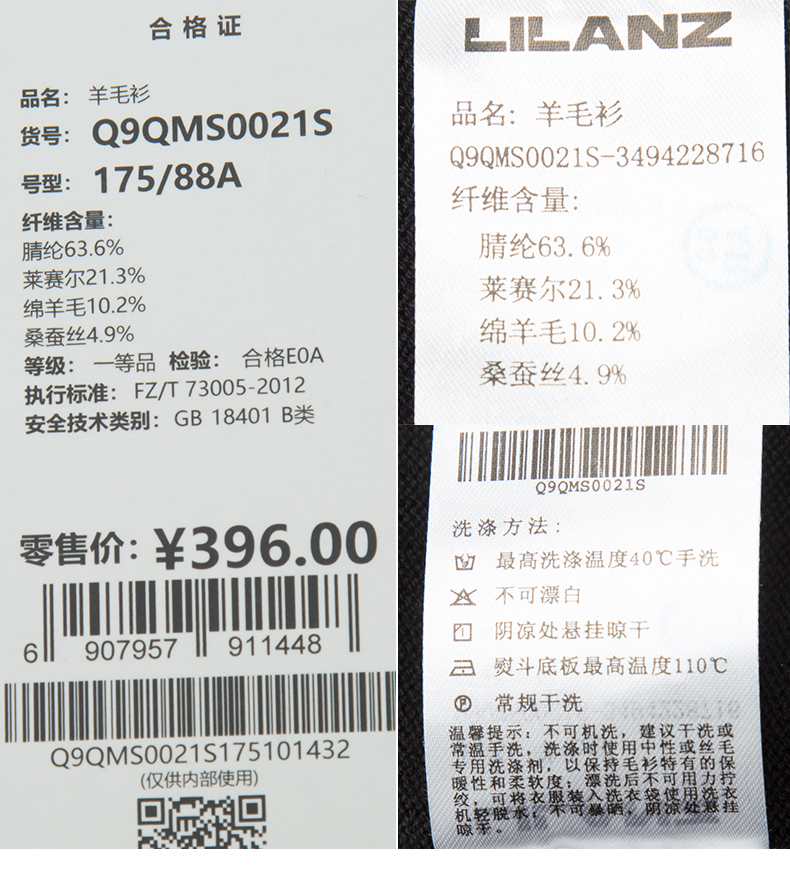 合格证
品名： 羊毛衫
货号： Q9QMS0021S
号型： 175/88A
纤维含量：
腈纶63.6%
莱赛尔21.3%
绵羊毛10.2%
桑蚕丝4.9%
等级： 一等品 检验： 合格E0A
执行标准： FZ/T 73005-2012
安全技术类别： GB 18401 B类
零售价：¥396.00
6 907957 911448
Q9QMS0021S175101432
(仅供内部使用)
LILANZ
品名: 羊毛衫
Q9QMS0021S-3494228716
纤维含量:
腈纶63.6%
莱赛尔21.3%
绵羊毛10.2%
桑蚕丝4.9%
Q9QMS0021S
洗涤方法:
最高洗涤温度40℃手洗
不可漂白
阴凉处悬挂晾干
熨斗底板最高温度110℃
P 常规干洗
温馨提示: 不可机洗, 建议干洗或
常温手洗, 洗涤时使用中性或丝毛
专用洗涤剂, 以保持毛衫特有的保
暖性和柔软度; 漂洗后不可用力拧
绞, 可将衣服装入洗衣袋使用洗衣
机轻脱水; 不可暴晒, 阴凉处悬挂
晾干。